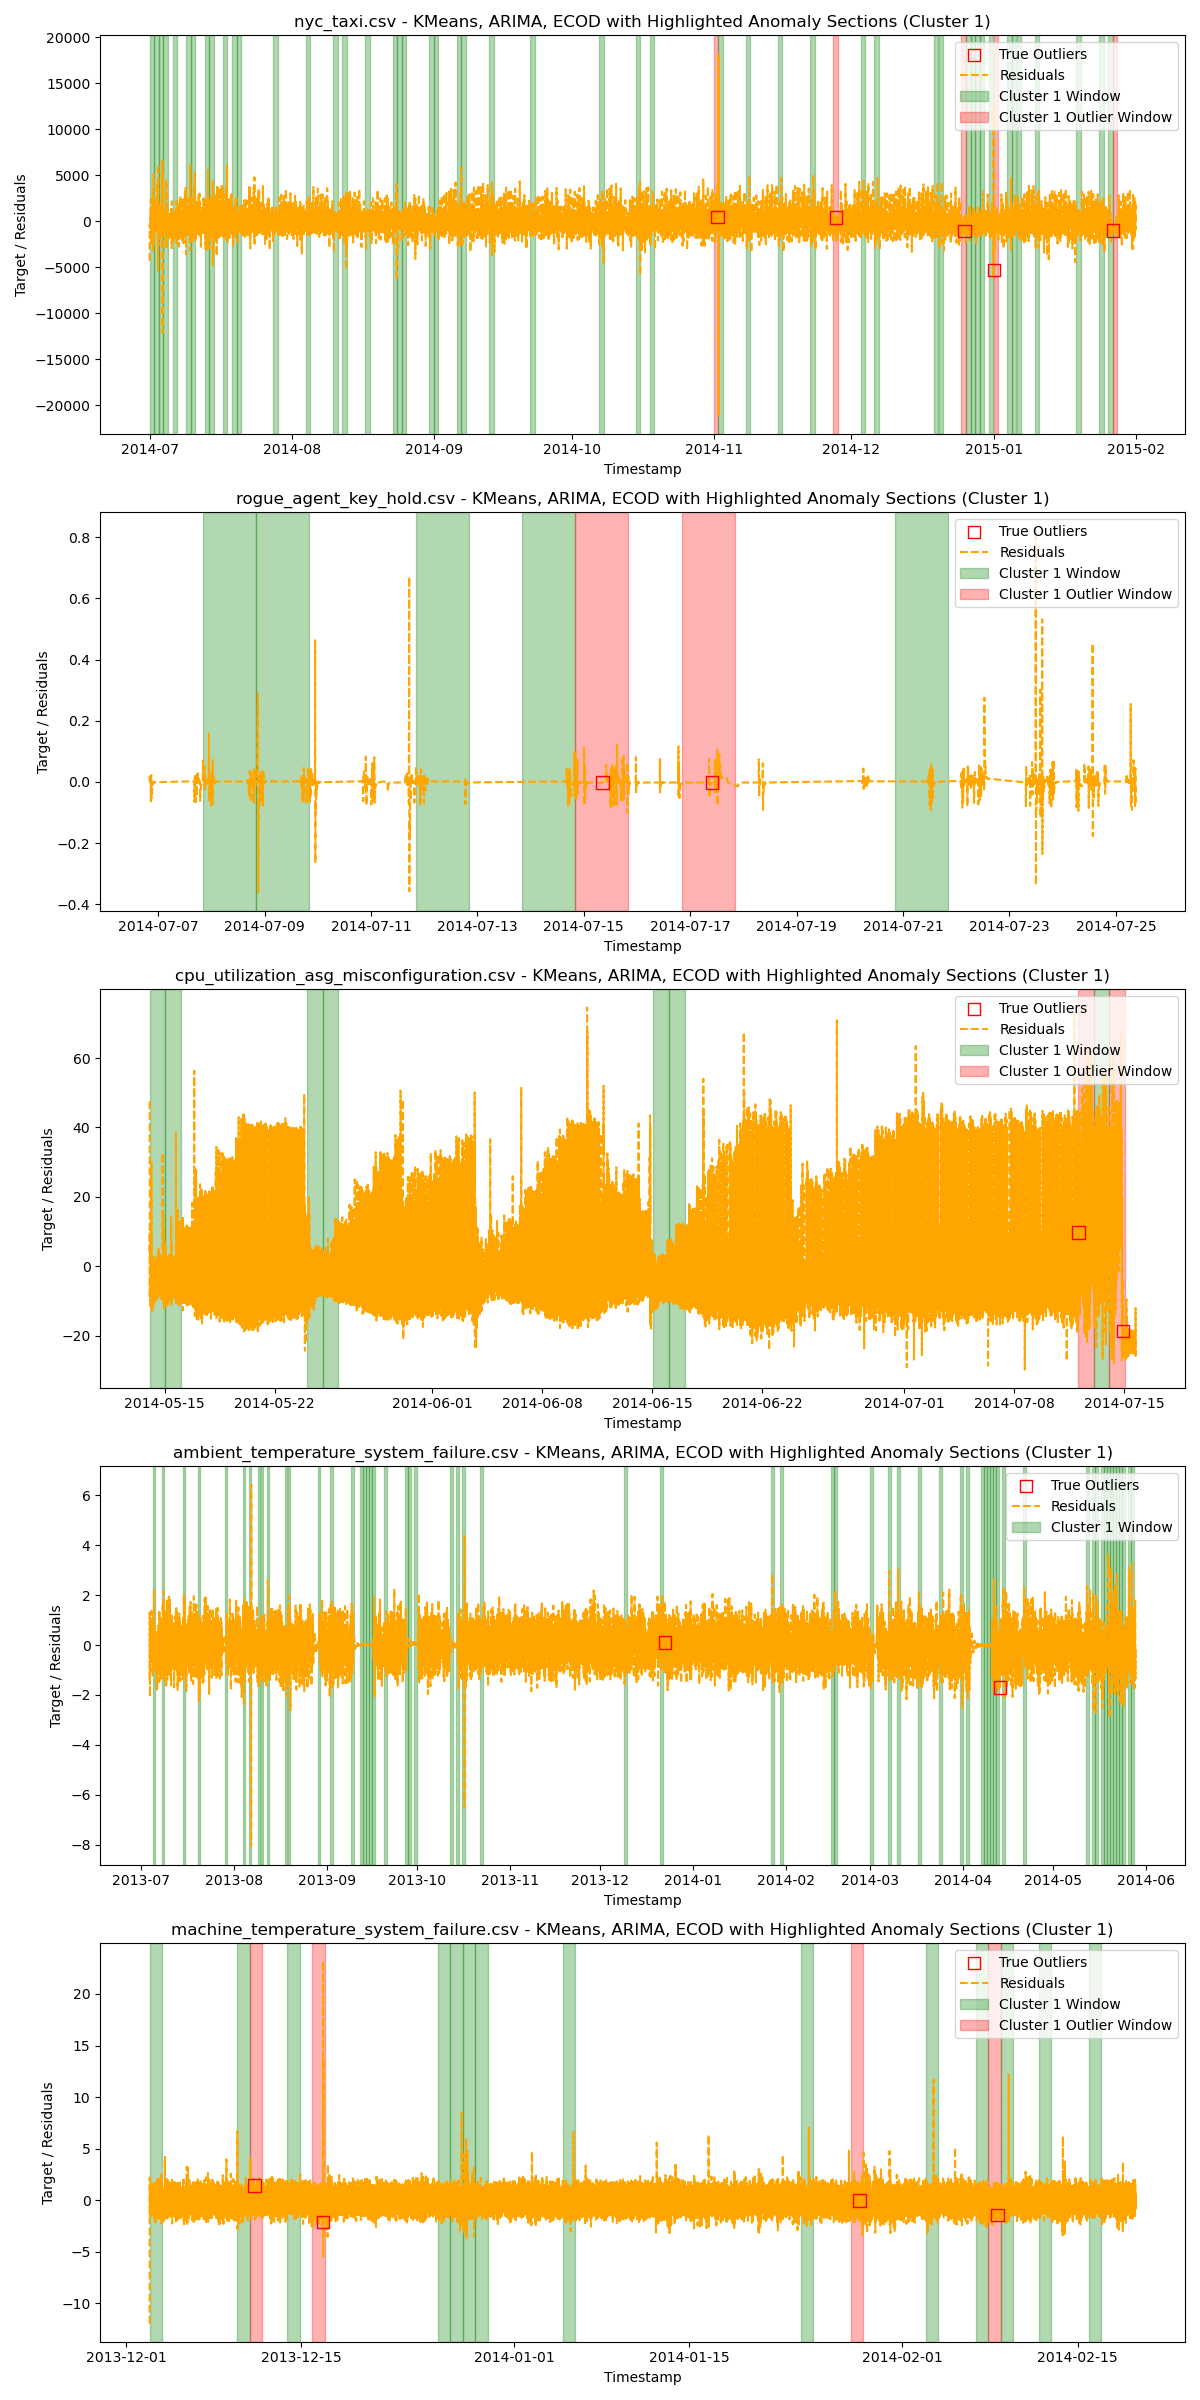 nyc_taxi.csv - KMeans, ARIMA, ECOD with Highlighted Anomaly Sections (Cluster 1)
20000
15000
10000
5000
0
−5000
−10000
−15000
−20000
Target / Residuals
True Outliers
Residuals
Cluster 1 Window
Cluster 1 Outlier Window
2014-07 2014-08 2014-09 2014-10 2014-11 2014-12 2015-01 2015-02
Timestamp
rogue_agent_key_hold.csv - KMeans, ARIMA, ECOD with Highlighted Anomaly Sections (Cluster 1)
0.8
0.6
0.4
0.2
0.0
−0.2
−0.4
Target / Residuals
True Outliers
Residuals
Cluster 1 Window
Cluster 1 Outlier Window
2014-07-07 2014-07-09 2014-07-11 2014-07-13 2014-07-15 2014-07-17 2014-07-19 2014-07-21 2014-07-23 2014-07-25
Timestamp
cpu_utilization_asg_misconfiguration.csv - KMeans, ARIMA, ECOD with Highlighted Anomaly Sections (Cluster 1)
60
40
20
0
−20
Target / Residuals
True Outliers
Residuals
Cluster 1 Window
Cluster 1 Outlier Window
2014-05-15 2014-05-22 2014-06-01 2014-06-08 2014-06-15 2014-06-22 2014-07-01 2014-07-08 2014-07-15
Timestamp
ambient_temperature_system_failure.csv - KMeans, ARIMA, ECOD with Highlighted Anomaly Sections (Cluster 1)
6
4
2
0
−2
−4
−6
−8
Target / Residuals
True Outliers
Residuals
Cluster 1 Window
2013-07 2013-08 2013-09 2013-10 2013-11 2013-12 2014-01 2014-02 2014-03 2014-04 2014-05 2014-06
Timestamp
machine_temperature_system_failure.csv - KMeans, ARIMA, ECOD with Highlighted Anomaly Sections (Cluster 1)
20
15
10
5
0
−5
−10
Target / Residuals
True Outliers
Residuals
Cluster 1 Window
Cluster 1 Outlier Window
2013-12-01 2013-12-15 2014-01-01 2014-01-15 2014-02-01 2014-02-15
Timestamp